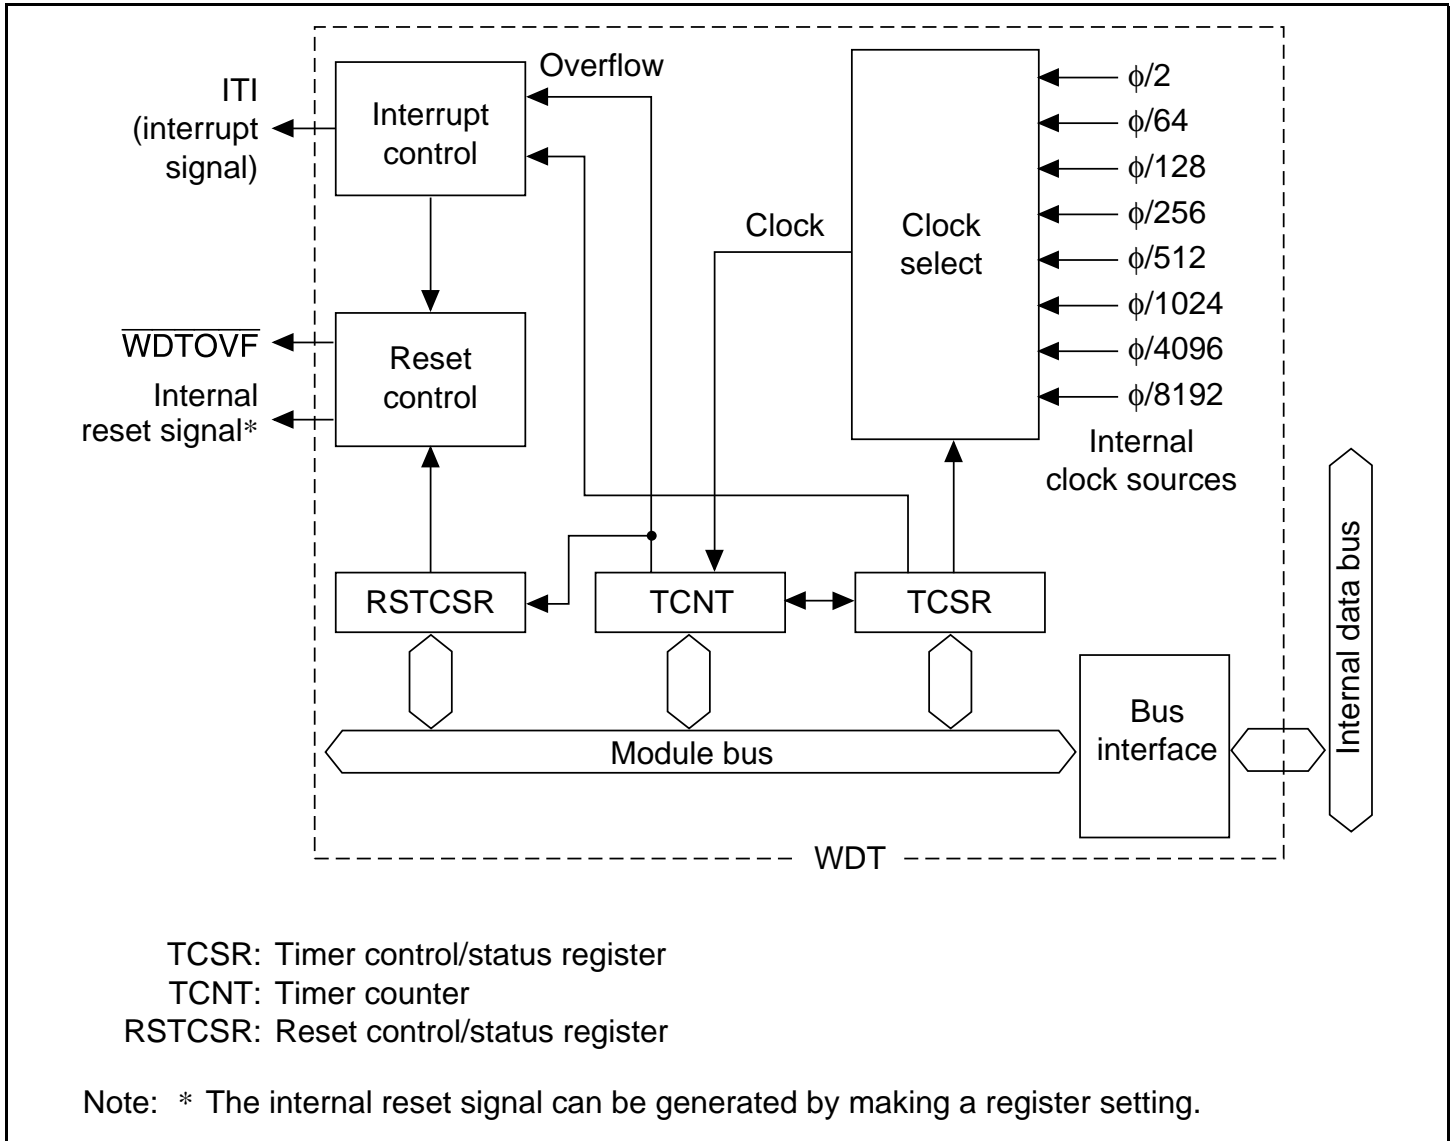 Overflow
ITI
(interrupt
signal)
Interrupt
control
ϕ/2
ϕ/64
ϕ/128
ϕ/256
ϕ/512
ϕ/1024
ϕ/4096
ϕ/8192
Clock
Clock
select
Internal
clock sources
WDTOVF
Internal
reset signal*
Reset
control
RSTCSR
TCNT
TCSR
Internal data bus
Module bus
Bus
interface
WDT
TCSR: Timer control/status register
TCNT: Timer counter
RSTCSR: Reset control/status register
Note: * The internal reset signal can be generated by making a register setting.